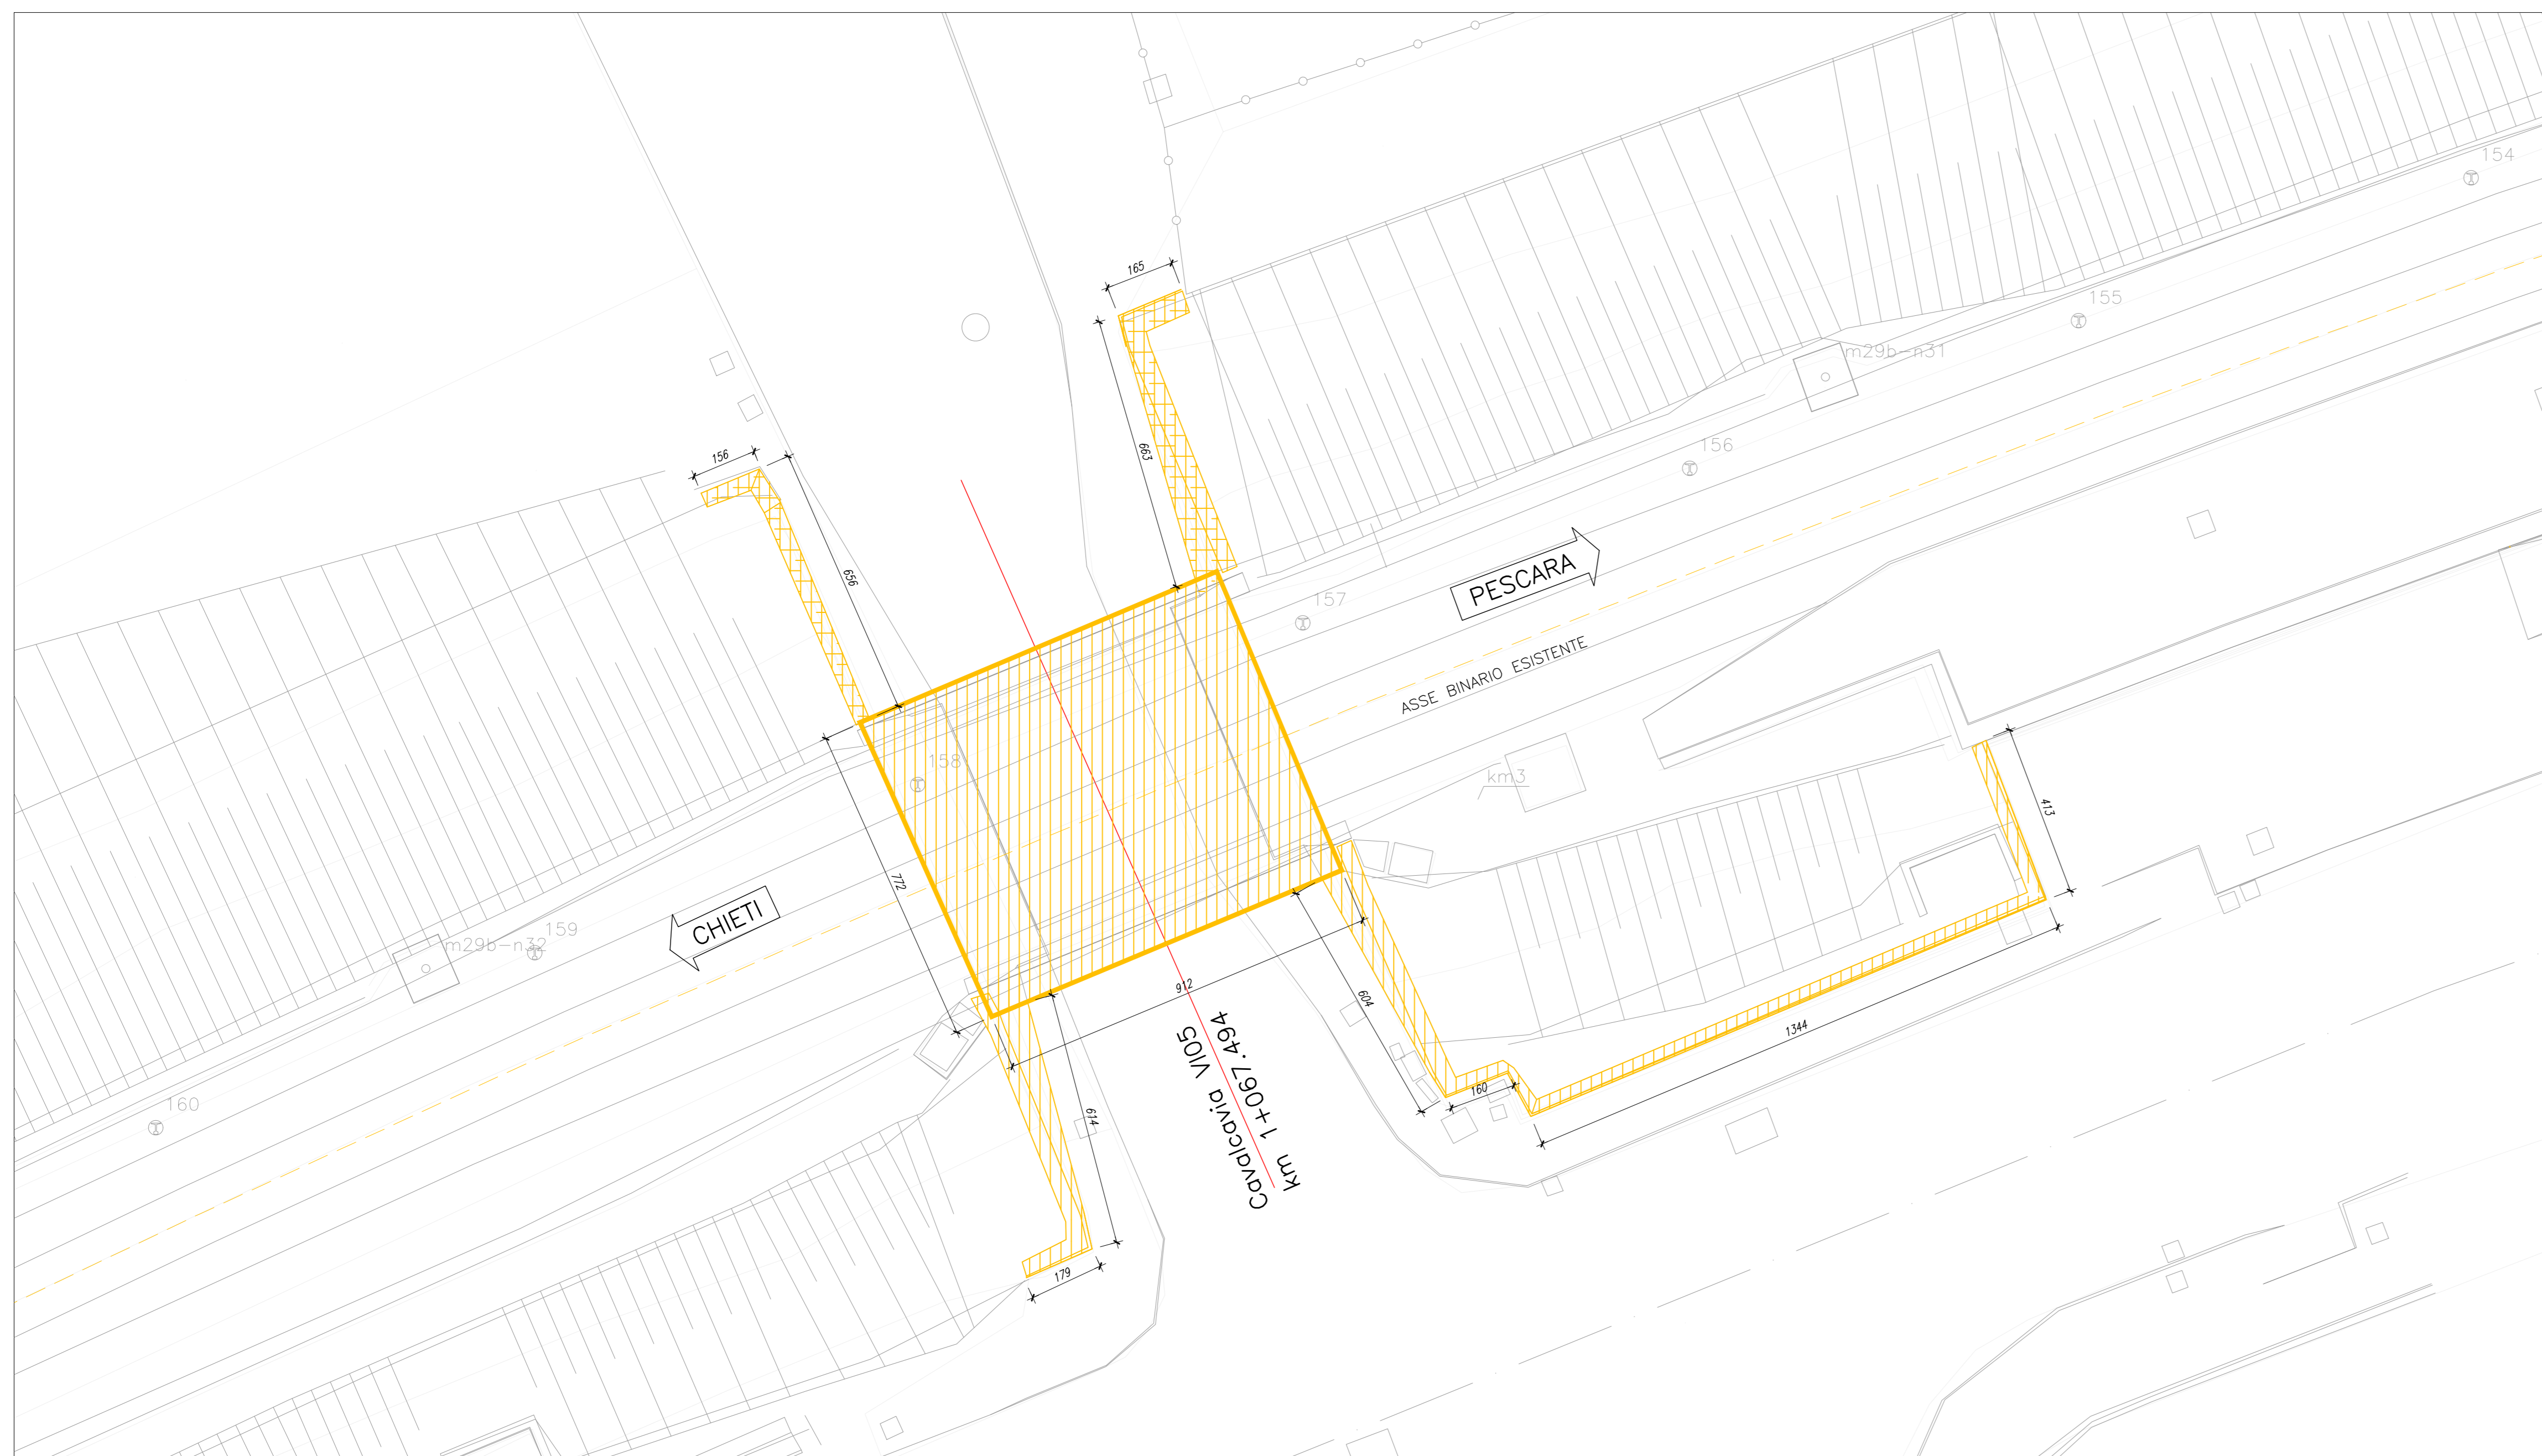 154
155
165
m29b-n31
156
663
156
PESCARA
656
157
ASSE BINARIO ESISTENTE
158
km3
413
772
CHIETI
159
m29b-n32
912
604
1344
Cavalcavia VI05
km 1+067.494
160
160
614
179